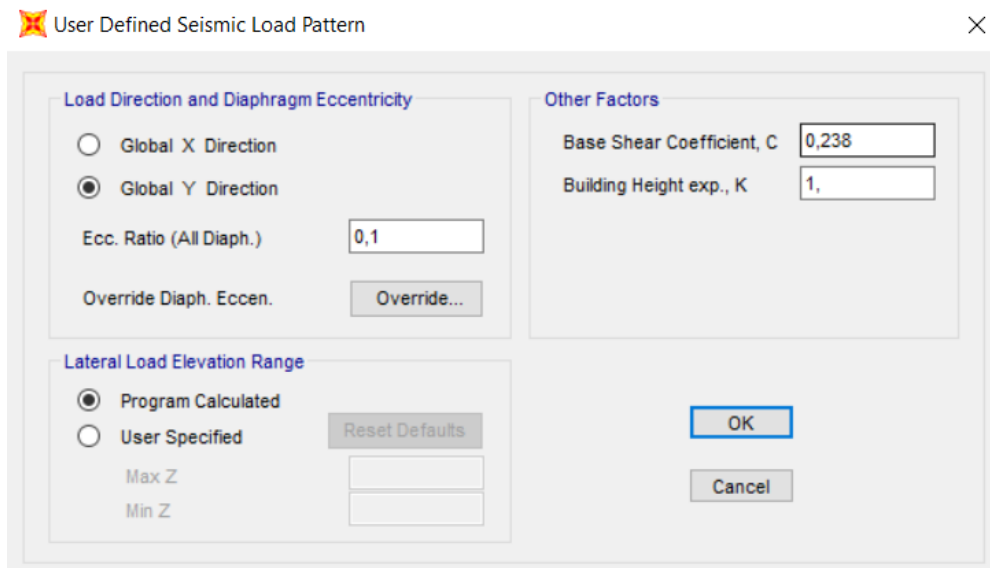 User Defined Seismic Load Pattern
Load Direction and Diaphragm Eccentricity
Global X Direction
Global Y Direction
Ecc. Ratio (All Diaph.) 0,1
Override Diaph. Eccen. Override...
Other Factors
Base Shear Coefficient, C 0,238
Building Height exp., K 1,
Lateral Load Elevation Range
Program Calculated
User Specified Reset Defaults
Max Z
Min Z
OK
Cancel